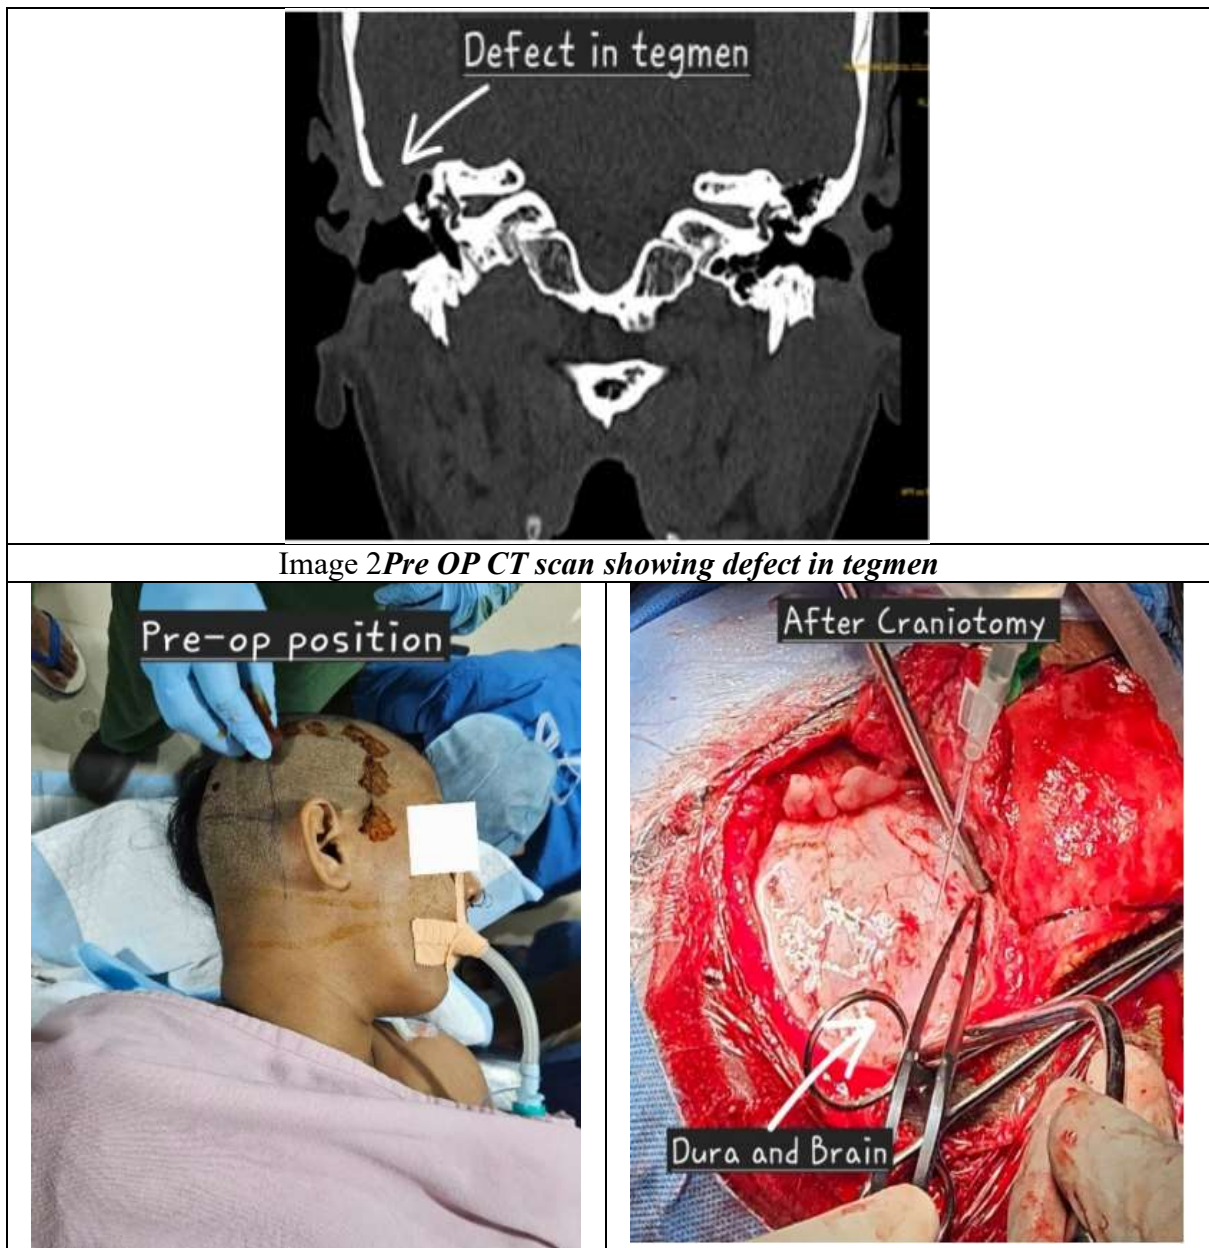 Defect in tegmen
Image 2Pre OP CT scan showing defect in tegmen
Pre-op position
After Craniotomy
Dura and Brain